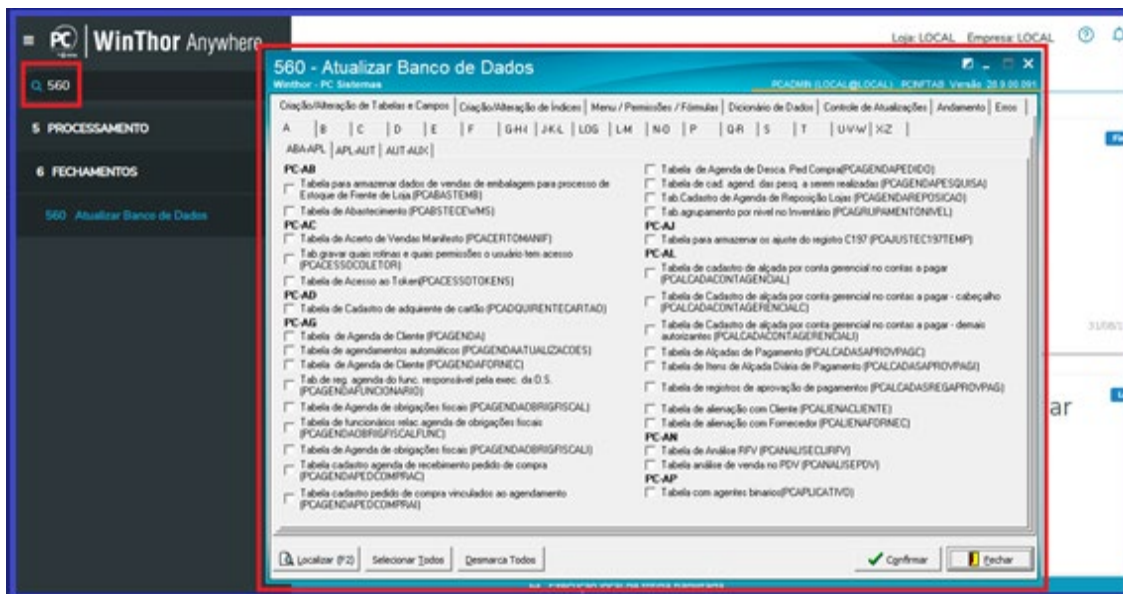 PC | WinThor Anywhere
Loja: LOCAL Empresa: LOCAL
560
5 PROCESSAMENTO
6 FECHAMENTOS
560 Atualizar Banco de Dados
560 - Atualizar Banco de Dados
Winthor - PC Sistemas
PCADMIN (LOCAL@LOCAL) PCINFTAB Versão 28.9.00.091
Criação/Alteração de Tabelas e Campos | Criação/Alteração de Índices | Menu / Permissões / Fórmulas | Dicionário de Dados | Controle de Atualizações | Andamento | Erros
A | B | C | D | E | F | G-H-I | J-K-L | LOG | L-M | N-O | P | Q-R | S | T | U-V-W | X-Z
ABA-APL | APL-AUT | AUT-AUX
PC-AB
Tabela para armazenar dados de vendas de embalagem para processo de
Estoque de Frente de Loja (PCABASTEMB)
Tabela de Abastecimento (PCABSTECEWMS)
PC-AC
Tabela de Acerto de Vendas Manifesto (PCACERTOMANIF)
Tab.gravar quais rotinas e quais permissões o usuário tem acesso
(PCACESSOCOLETOR)
Tabela de Acesso ao Token(PCACESSOTOKENS)
PC-AD
Tabela de Cadastro de adquirente de cartão (PCADQUIRENTECARTAO)
PC-AG
Tabela de Agenda de Cliente (PCAGENDA)
Tabela de agendamentos automáticos (PCAGENDAATUALIZACOES)
Tabela de Agenda de Cliente (PCAGENDAFORNEC)
Tab.de reg. agenda do func. responsável pela exec. da O.S.
(PCAGENDAFUNCIONARIO)
Tabela de Agenda de obrigações fiscais (PCAGENDAOBRIGFISCAL)
Tabela de funcionários relac.agenda de obrigações fiscais
(PCAGENDAOBRIGFISCALFUNC)
Tabela de Agenda de obrigações fiscais (PCAGENDAOBRIGFISCALI)
Tabela cadastro agenda de recebimento pedido de compra
(PCAGENDAPEDCOMPRAC)
Tabela cadastro pedido de compra vinculados ao agendamento
(PCAGENDAPEDCOMPRAI)
Tabela de Agenda de Desca. Ped Compra(PCAGENDAPEDIDO)
Tabela de cad. agend. das pesq. a serem realizadas (PCAGENDAPESQUISA)
Tab.Cadastro de Agenda de Reposição Lojas (PCAGENDAREPOSICAO)
Tab.agrupamento por nivel no Inventário (PCAGRUPAMENTONIVEL)
PC-AJ
Tabela para armazenar os ajuste do registro C197 (PCAJUSTEC197TEMP)
PC-AL
Tabela de cadastro de alçada por conta gerencial no contas a pagar
(PCALCADACONTAGENCIAL)
Tabela de Cadastro de alçada por conta gerencial no contas a pagar - cabeçalho
(PCALCADACONTAGERENCIALC)
Tabela de Cadastro de alçada por conta gerencial no contas a pagar - demais
autorizantes (PCALCADACONTAGERENCIALI)
Tabela de Alçadas de Pagamento (PCALCADASAPROVPAGC)
Tabela de Itens de Alçada Diária de Pagamento (PCALCADASAPROVPAGI)
Tabela de registros de aprovação de pagamentos (PCALCADASREGAPROVPAG)
Tabela de alienação com Cliente (PCALIENACLIENTE)
Tabela de alienação com Fornecedor (PCALIENAFORNEC)
PC-AN
Tabela de Análise RFV (PCANALISECLIRFV)
Tabela análise de venda no PDV (PCANALISEPDV)
PC-AP
Tabela com agentes binarios(PCAPLICATIVO)
ar
Localizar (F2) Selecionar Todos Desmarca Todos Confirmar Fechar